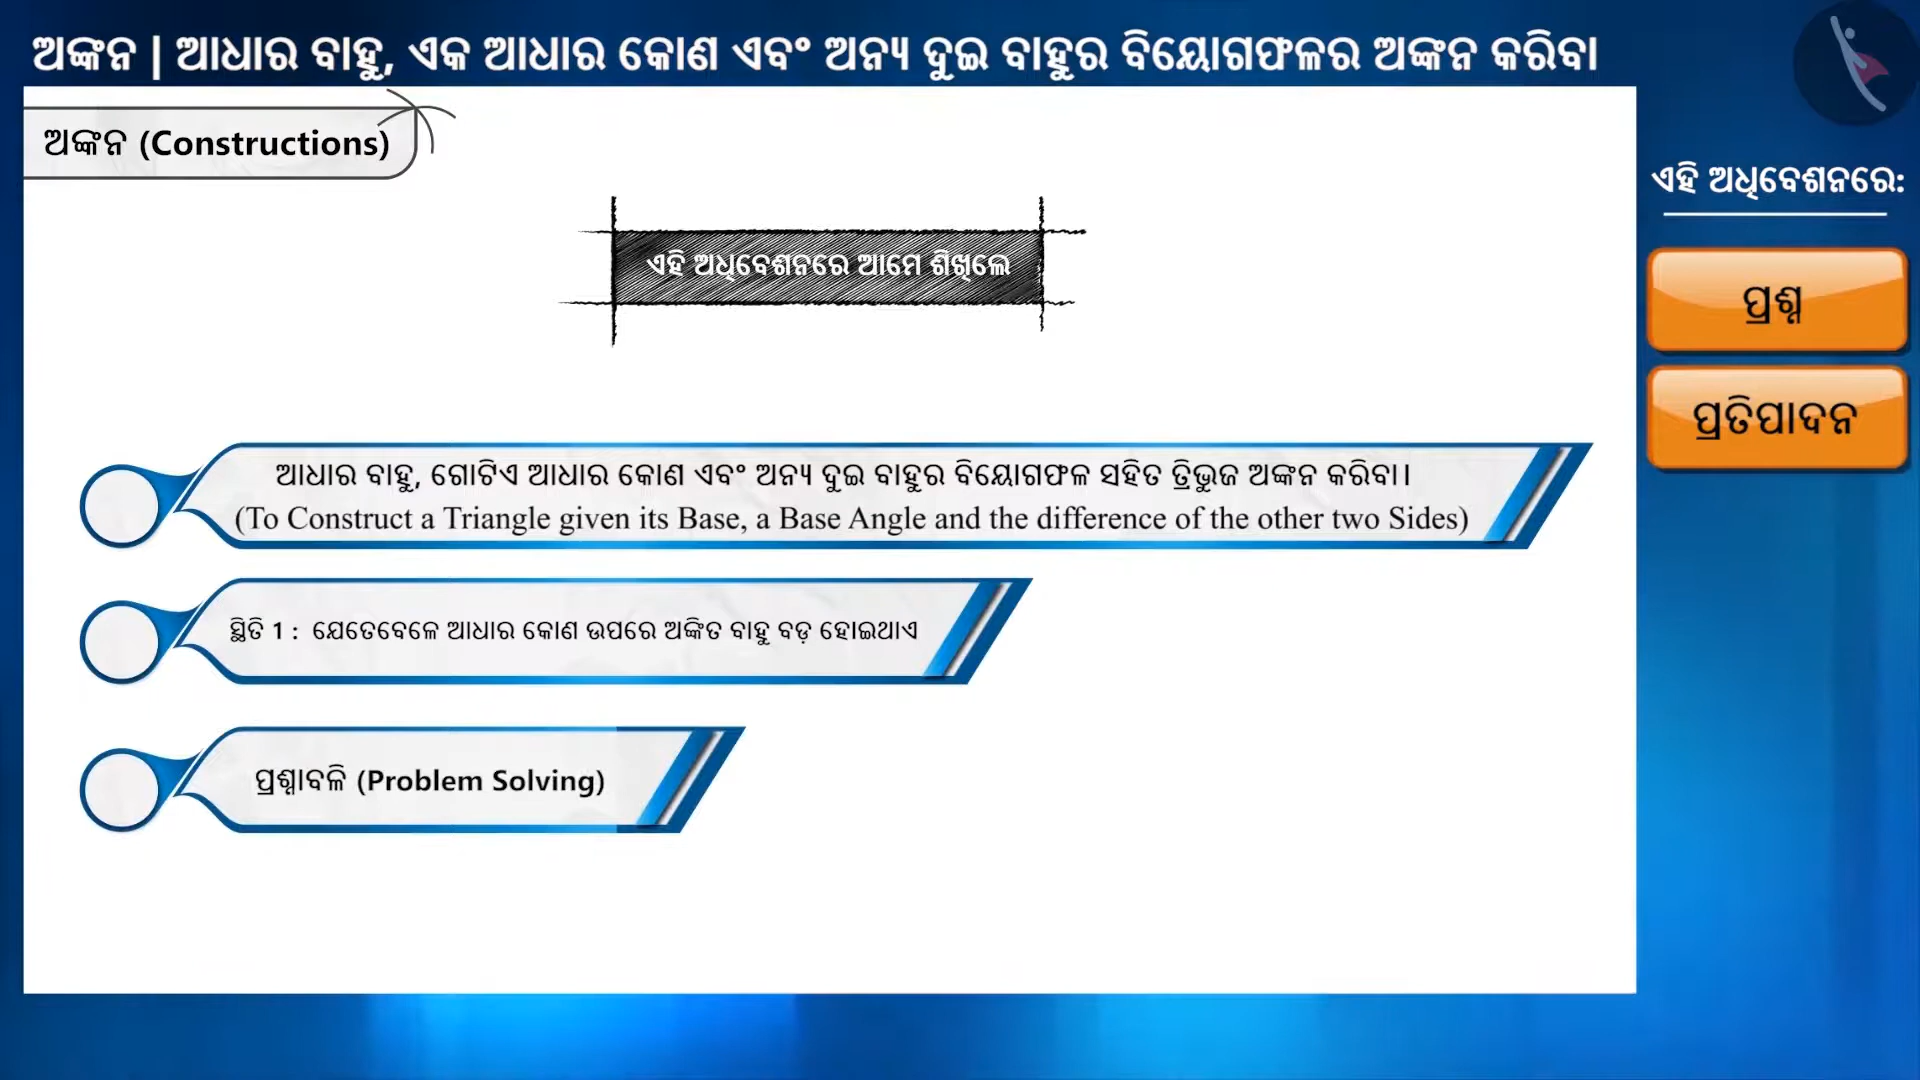 ଅଙ୍କନ | ଆଧାର ବାହୁ, ଏକ ଆଧାର କୋଣ ଏବଂ ଅନ୍ୟ ଦୁଇ ବାହୁର ବିୟୋଗଫଳର ଅଙ୍କନ କରିବା
ଅଙ୍କନ (Constructions)
ଏହି ଅଧିବେଶନରେ ଆମେ ଶିଖିଲେ
ଆଧାର ବାହୁ, ଗୋଟିଏ ଆଧାର କୋଣ ଏବଂ ଅନ୍ୟ ଦୁଇ ବାହୁର ବିୟୋଗଫଳ ସହିତ ତ୍ରିଭୁଜ ଅଙ୍କନ କରିବା।
(To Construct a Triangle given its Base, a Base Angle and the difference of the other two Sides)
ସ୍ଥିତି 1 : ଯେତେବେଳେ ଆଧାର କୋଣ ଉପରେ ଅଙ୍କିତ ବାହୁ ବଡ଼ ହୋଇଥାଏ
ପ୍ରଶ୍ନାବଳି (Problem Solving)
ଏହି ଅଧିବେଶନରେ:
ପ୍ରଶ୍ନ
ପ୍ରତିପାଦନ